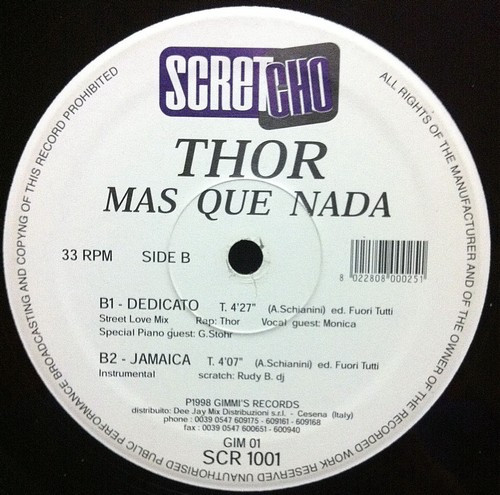 SCRETCHO
THOR
MAS QUE NADA
33 RPM SIDE B
8 022808 000251
B1 - DEDICATO T. 4'27" (A.Schianini) ed. Fuori Tutti
Street Love Mix Rap: Thor Vocal guest: Monica
Special Piano guest: G.Stohr
B2 - JAMAICA T. 4'07" (A.Schianini) ed. Fuori Tutti
Instrumental scratch: Rudy B. dj
P1998 GIMMI'S RECORDS
distribuito: Dee Jay Mix Distribuzioni s.r.l. - Cesena (Italy)
phone : 0039 0547 609175 - 609161 - 609168
fax : 0039 0547 600651 - 600940
GIM 01
SCR 1001
ALL RIGHTS OF THE MANUFACTURER AND OF THE OWNER OF THE RECORDED WORK RESERVED UNAUTHORISED PUBLIC PERFORMANCE BROADCASTING AND COPYNG OF THIS RECORD PROHIBITED